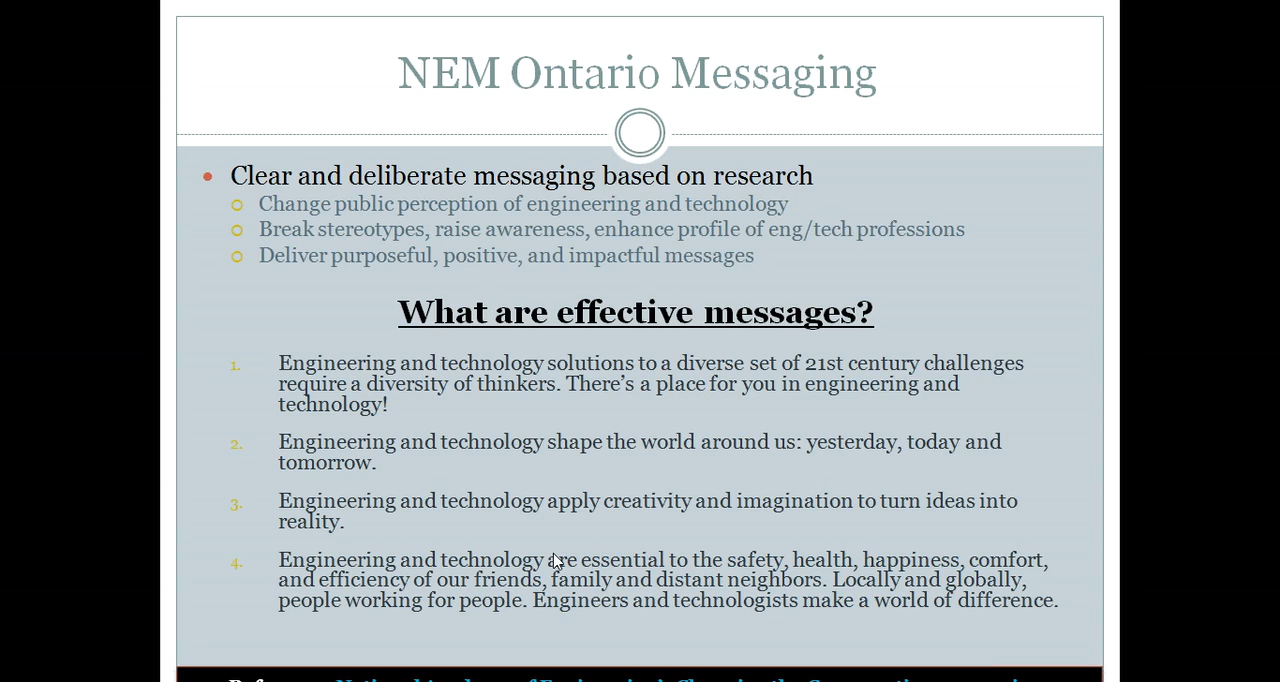 NEM Ontario Messaging
Clear and deliberate messaging based on research
Change public perception of engineering and technology
Break stereotypes, raise awareness, enhance profile of eng/tech professions
Deliver purposeful, positive, and impactful messages
What are effective messages?
1. Engineering and technology solutions to a diverse set of 21st century challenges
require a diversity of thinkers. There’s a place for you in engineering and
technology!
2. Engineering and technology shape the world around us: yesterday, today and
tomorrow.
3. Engineering and technology apply creativity and imagination to turn ideas into
reality.
4. Engineering and technology are essential to the safety, health, happiness, comfort,
and efficiency of our friends, family and distant neighbors. Locally and globally,
people working for people. Engineers and technologists make a world of difference.